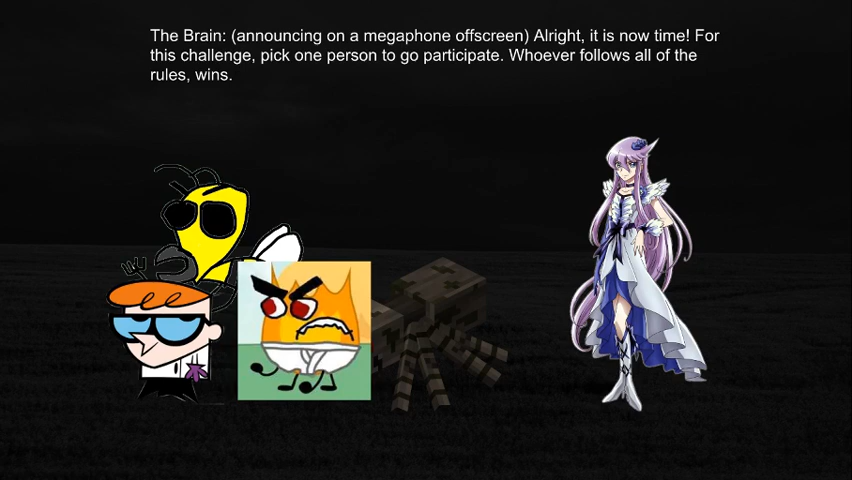 The Brain: (announcing on a megaphone offscreen) Alright, it is now time! For
this challenge, pick one person to go participate. Whoever follows all of the
rules, wins.